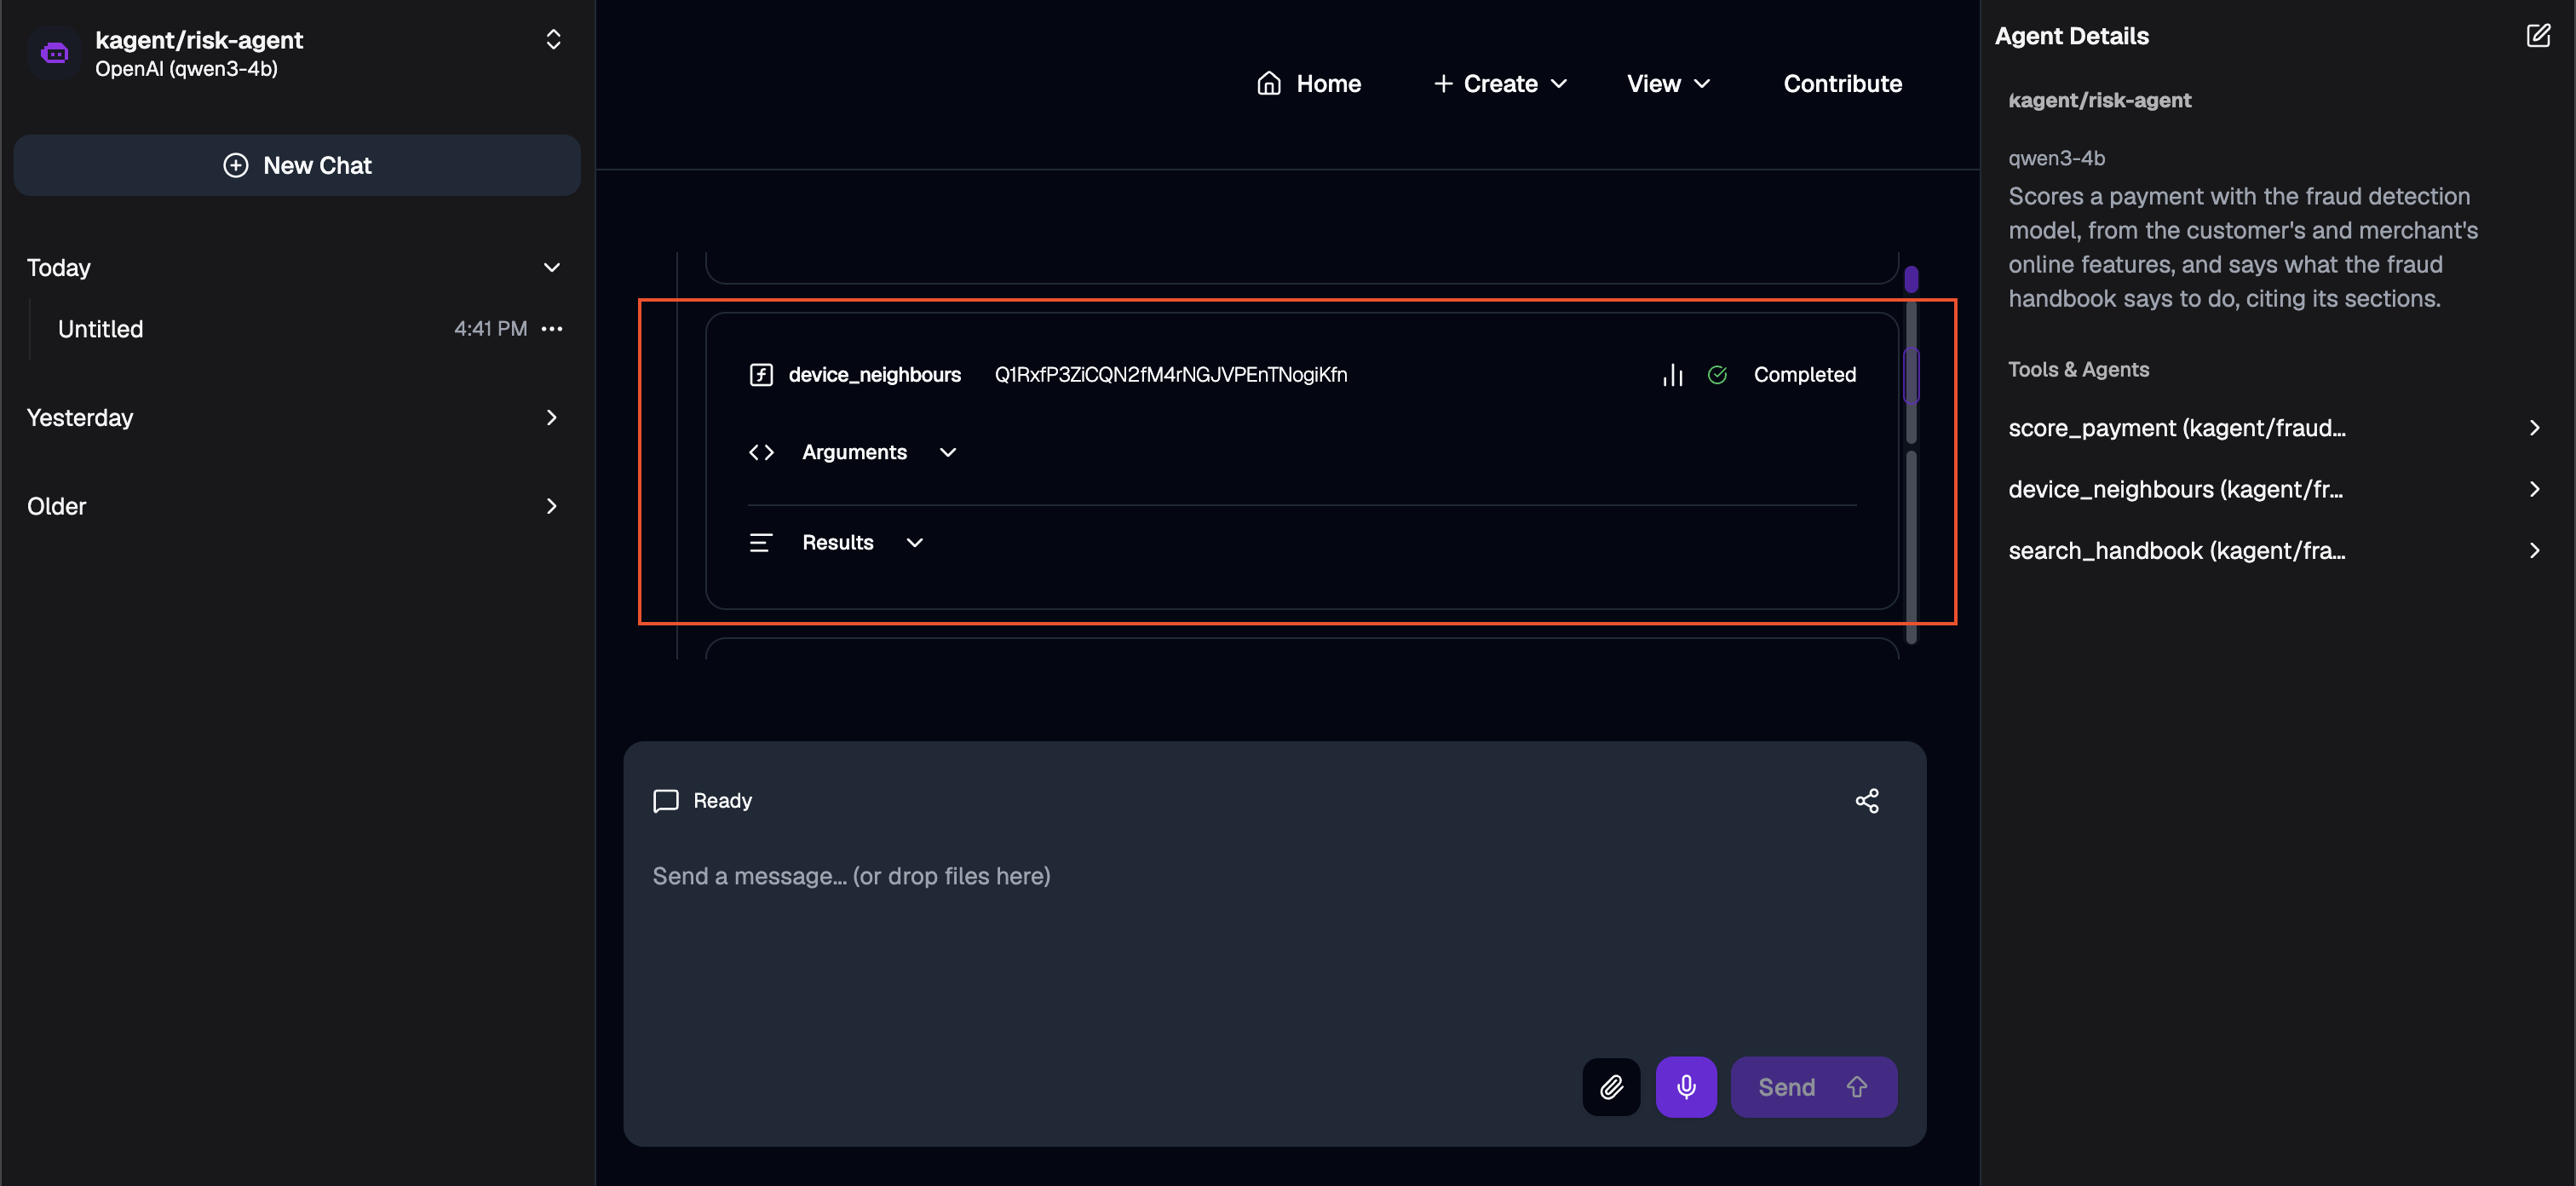 kagent/risk-agent
OpenAI (qwen3-4b)
New Chat
Today
Untitled 4:41 PM
Yesterday
Older
Home
Create
View
Contribute
device_neighbours Q1RxfP3ZiCQN2fM4rNGJVPEnTNogiKfn Completed
Arguments
Results
Ready
Send a message... (or drop files here)
Send
Agent Details
kagent/risk-agent
qwen3-4b
Scores a payment with the fraud detection
model, from the customer's and merchant's
online features, and says what the fraud
handbook says to do, citing its sections.
Tools & Agents
score_payment (kagent/fraud...
device_neighbours (kagent/fr...
search_handbook (kagent/fra...